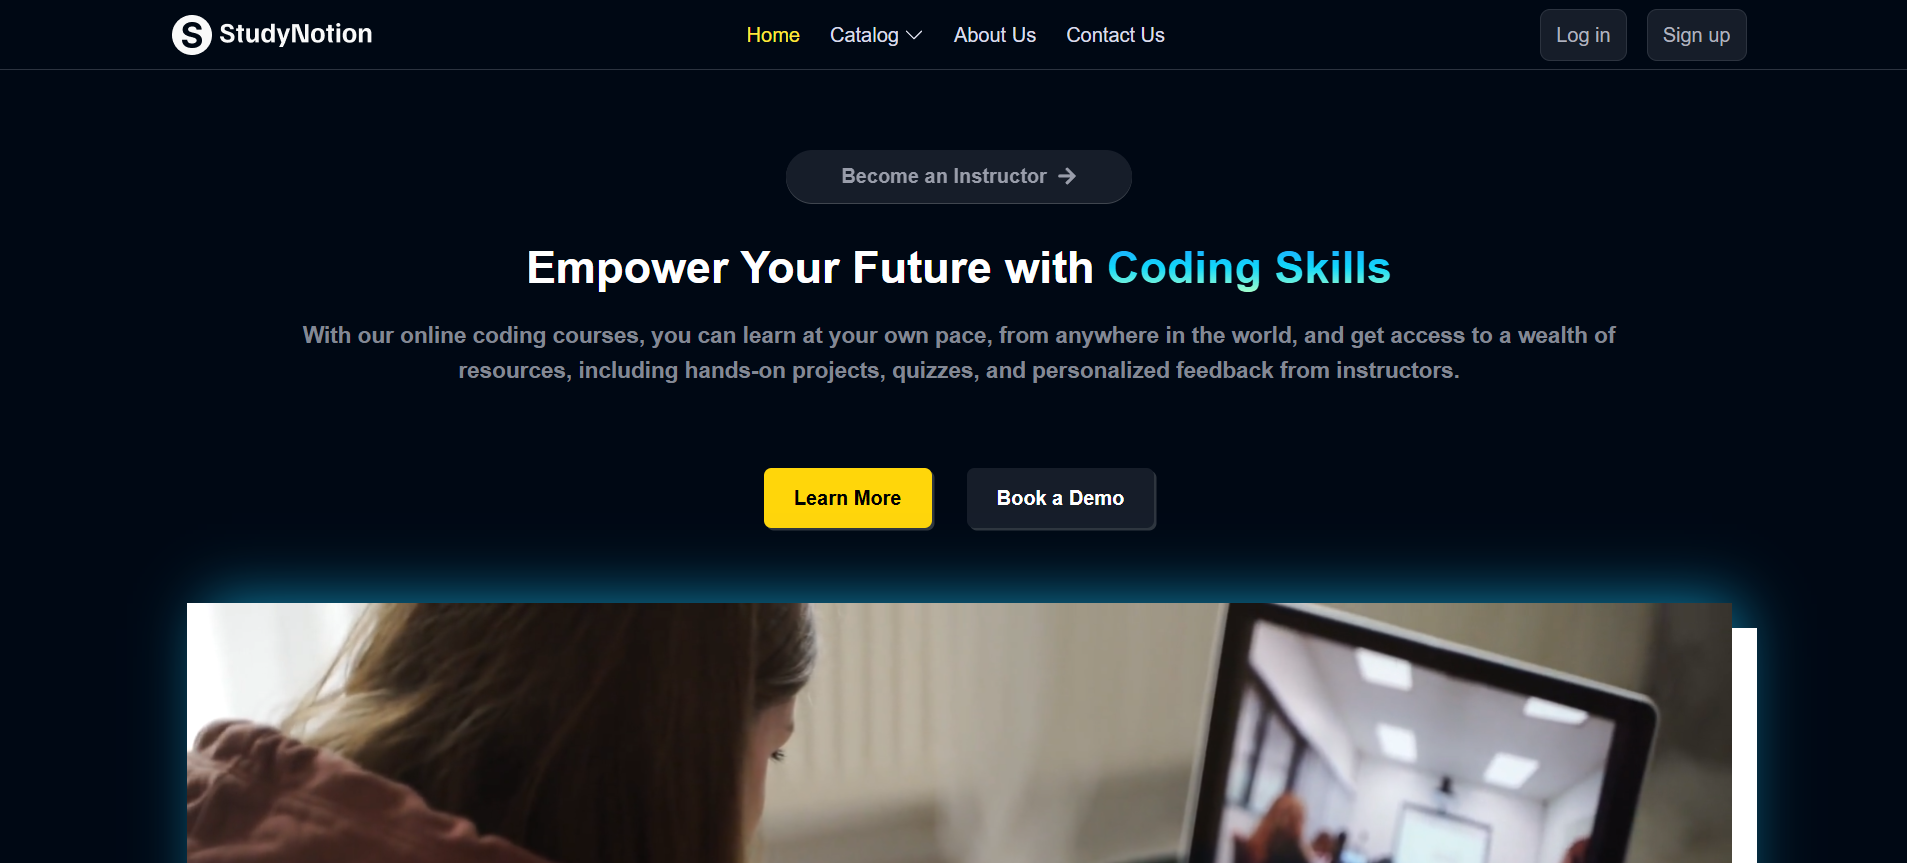 S StudyNotion
Home Catalog About Us Contact Us
Log in Sign up
Become an Instructor →
Empower Your Future with Coding Skills
With our online coding courses, you can learn at your own pace, from anywhere in the world, and get access to a wealth of
resources, including hands-on projects, quizzes, and personalized feedback from instructors.
Learn More Book a Demo